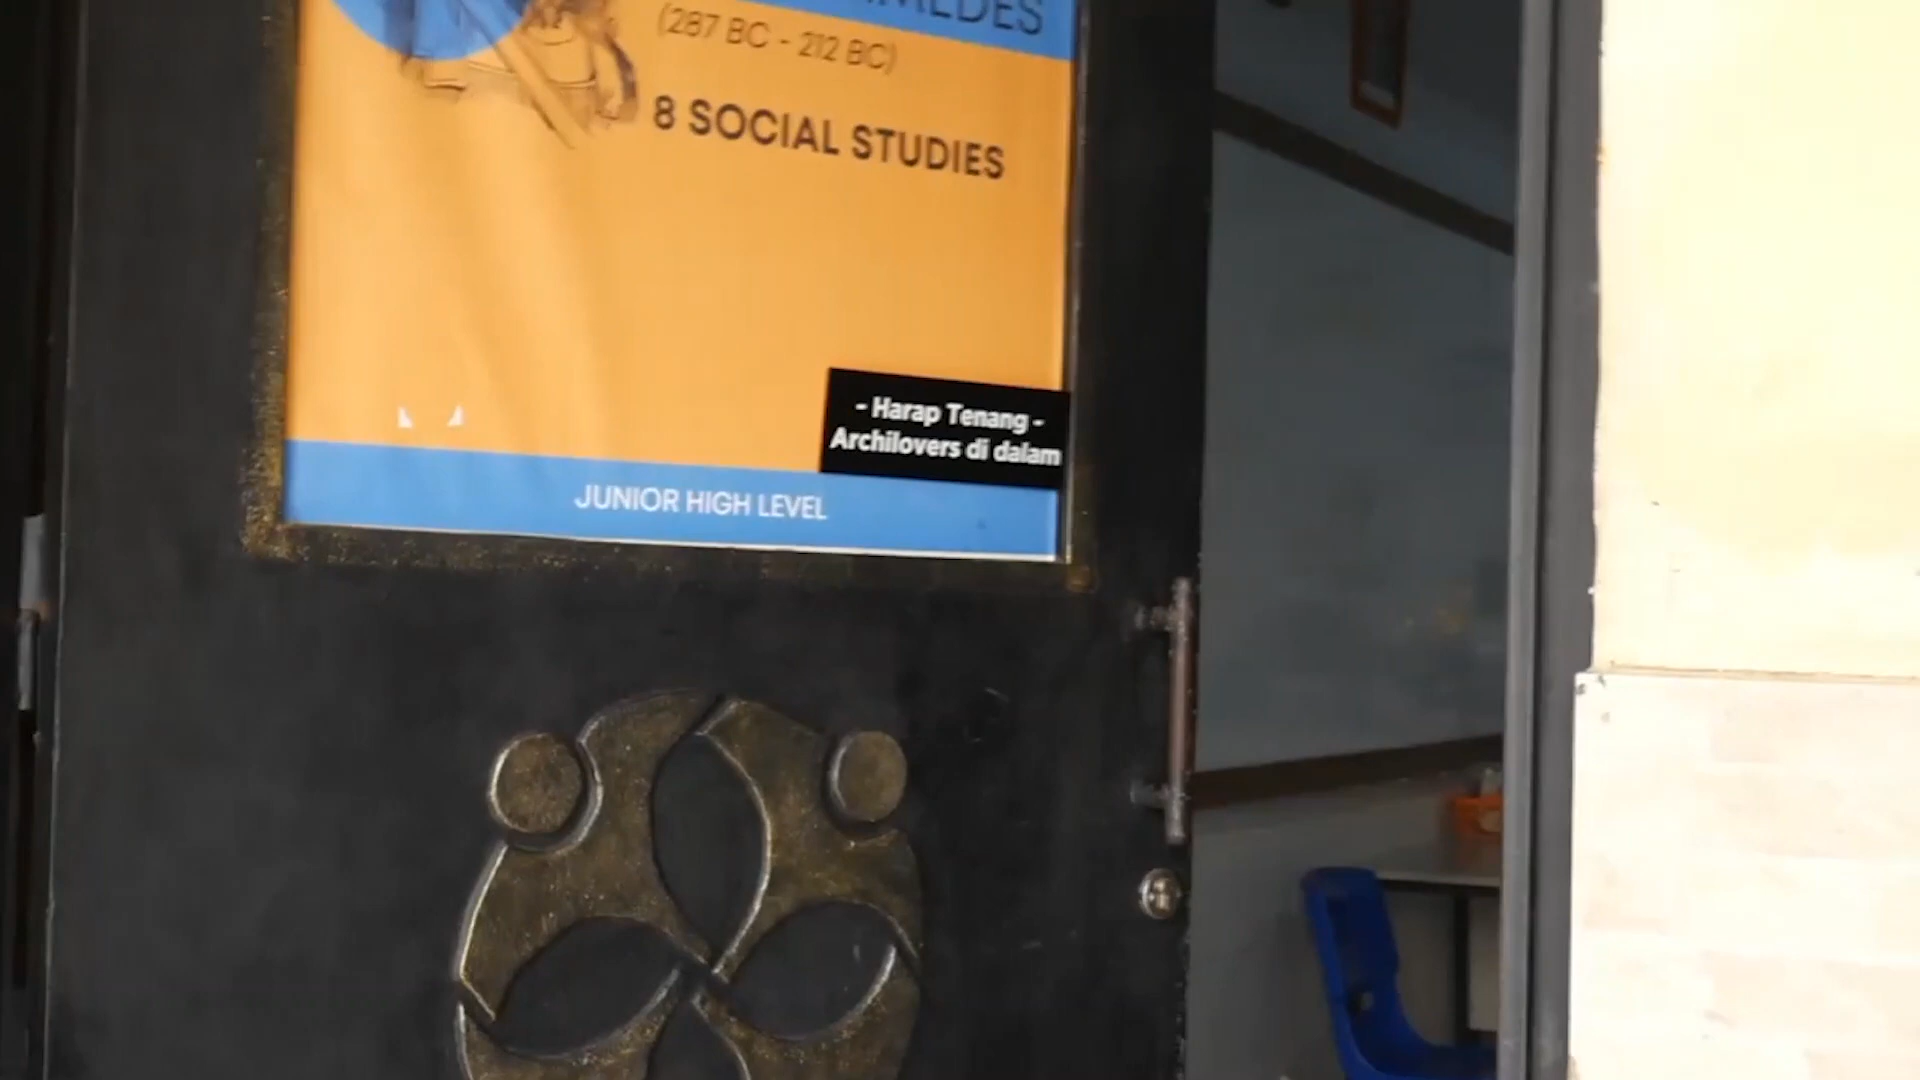 (287 BC - 212 BC)
8 SOCIAL STUDIES
- Harap Tenang -
Archilovers di dalam
JUNIOR HIGH LEVEL